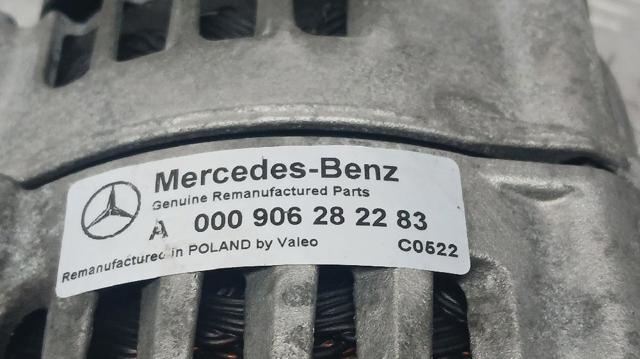 Mercedes-Benz
Genuine Remanufactured Parts
A 000 906 28 22 83
Remanufactured in POLAND by Valeo C0522